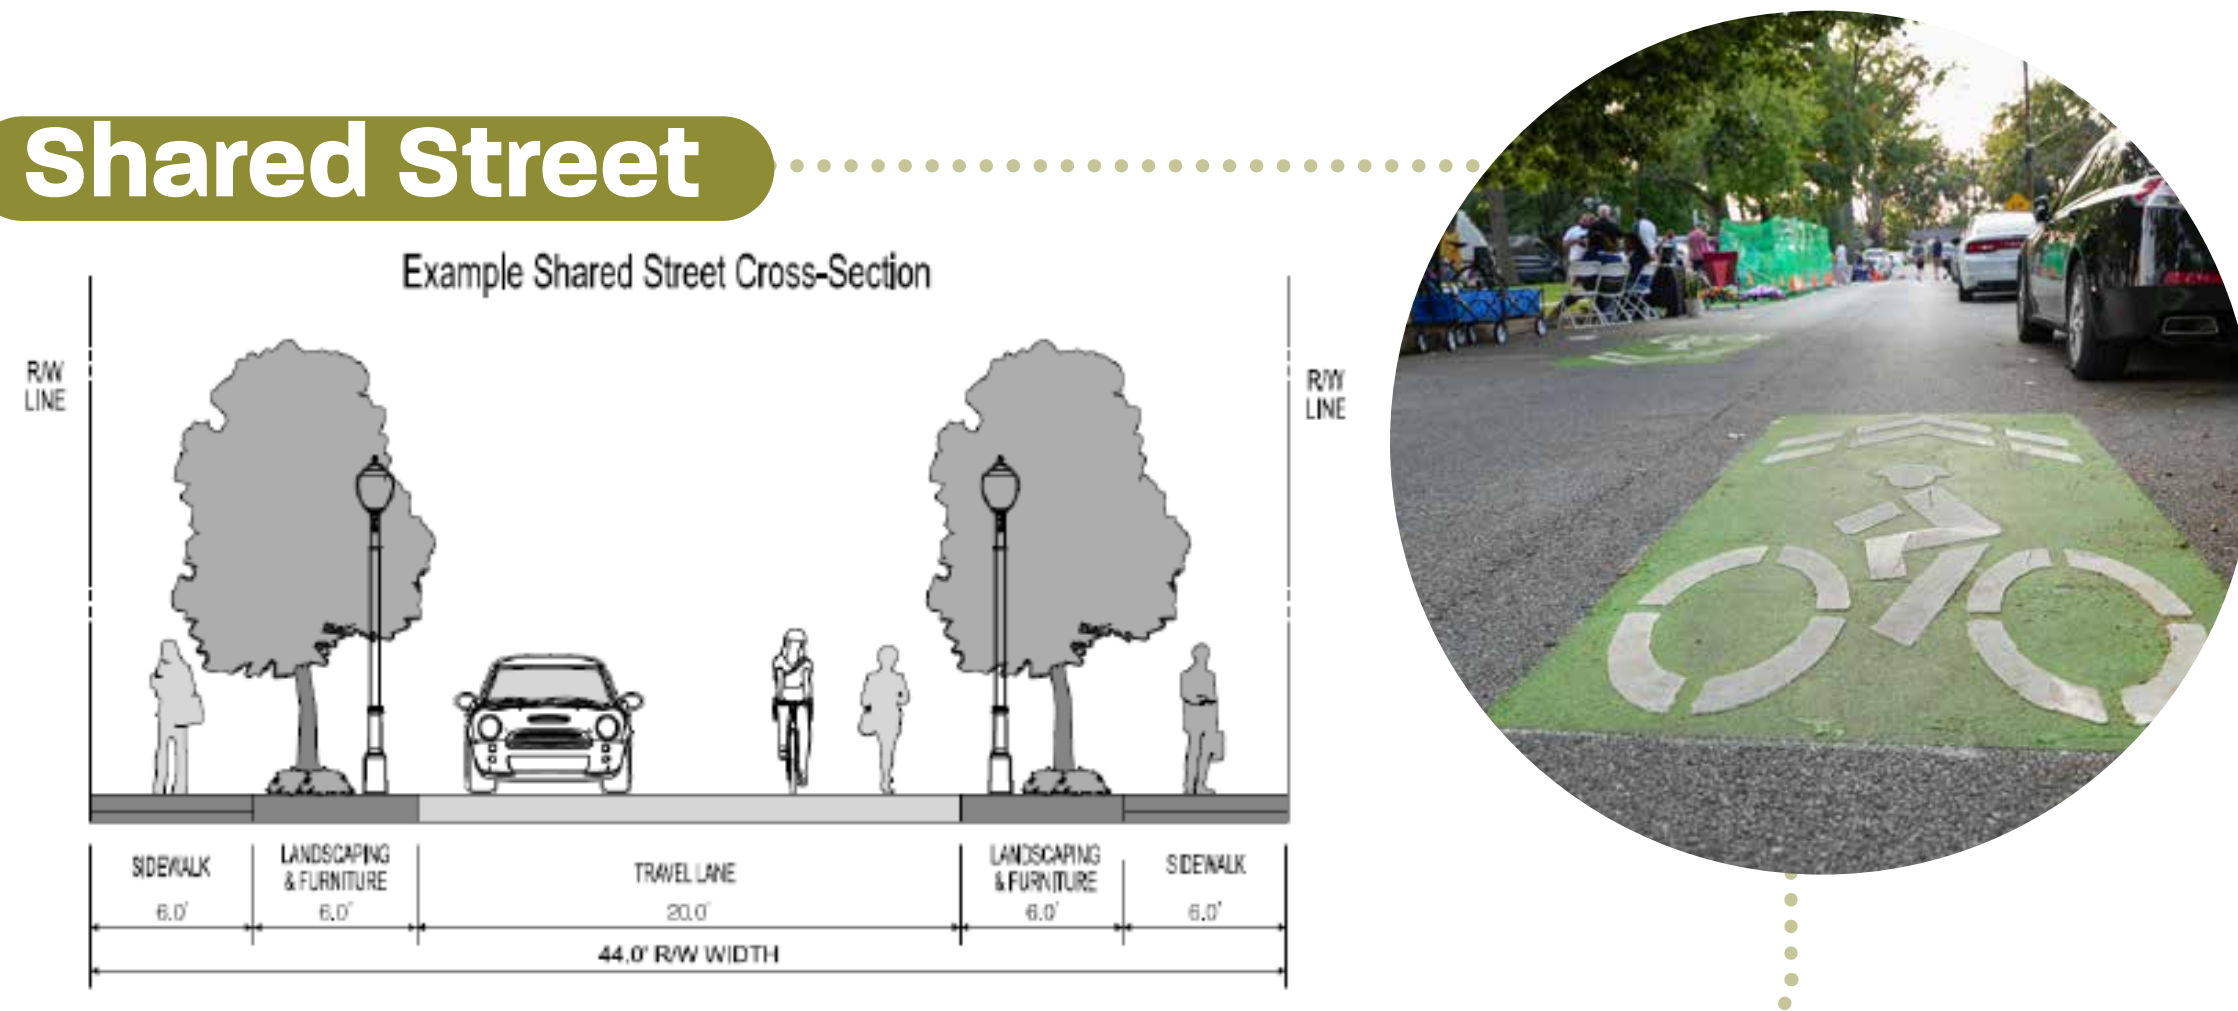 Shared Street
Example Shared Street Cross-Section
R/W
LINE
R/W
LINE
SIDEWALK
6.0'
LANDSCAPING
& FURNITURE
6.0'
TRAVEL LANE
20.0'
LANDSCAPING
& FURNITURE
6.0'
SIDEWALK
6.0'
44.0' R/W WIDTH